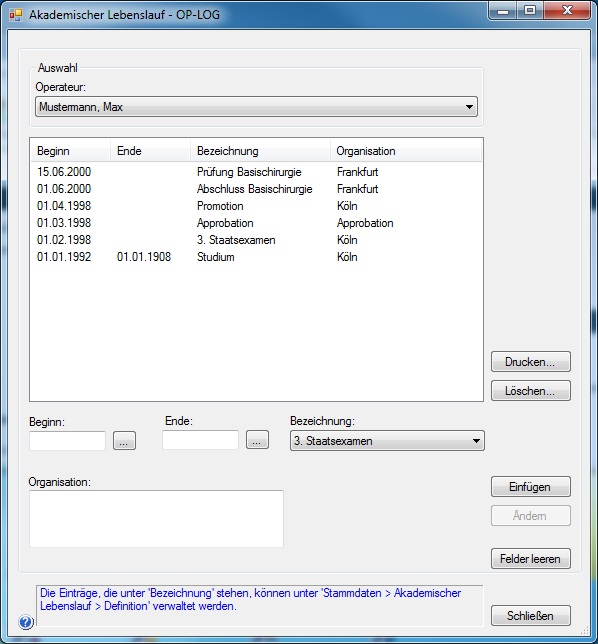 Akademischer Lebenslauf - OP-LOG
Auswahl
Operateur:
Mustermann, Max
Beginn Ende Bezeichnung Organisation
15.06.2000 Prüfung Basischirurgie Frankfurt
01.06.2000 Abschluss Basischirurgie Frankfurt
01.04.1998 Promotion Köln
01.03.1998 Approbation Approbation
01.02.1998 3. Staatsexamen Köln
01.01.1992 01.01.1908 Studium Köln
Drucken...
Löschen...
Beginn: Ende: Bezeichnung:
... ... 3. Staatsexamen
Organisation:
Einfügen
Ändern
Felder leeren
Die Einträge, die unter 'Bezeichnung' stehen, können unter 'Stammdaten > Akademischer
Lebenslauf > Definition' verwaltet werden.
?
Schließen